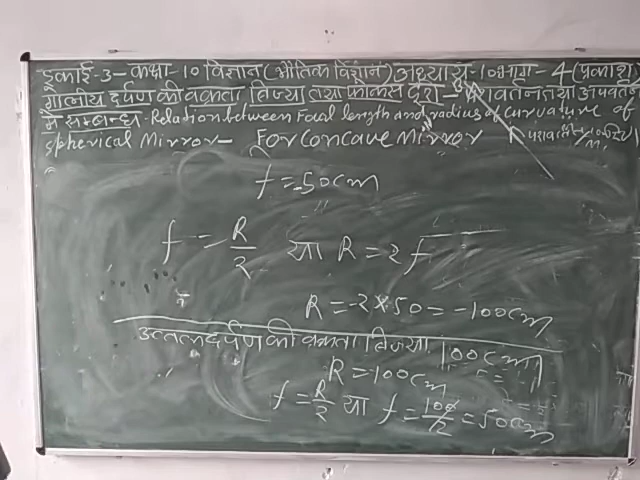 इकाई-3-कक्षा-10 विज्ञान (भौतिक विज्ञान) अध्याय-10 भाग-4 (प्रकाश
गोलीय दर्पण की वक्रता त्रिज्या तथा फोकस दूरी - परावर्तन तथा अपवर्तन
में सम्बन्ध - Relation between Focal length and radius of curvature of
spherical Mirror - For Concave Mirror
f = -50cm
f = R/2 या R = 2f
R = -2×50 = -100cm
उत्तल दर्पण की वक्रता त्रिज्या 100cm
R = 100cm
f = R/2 या f = 100/2 = 50cm